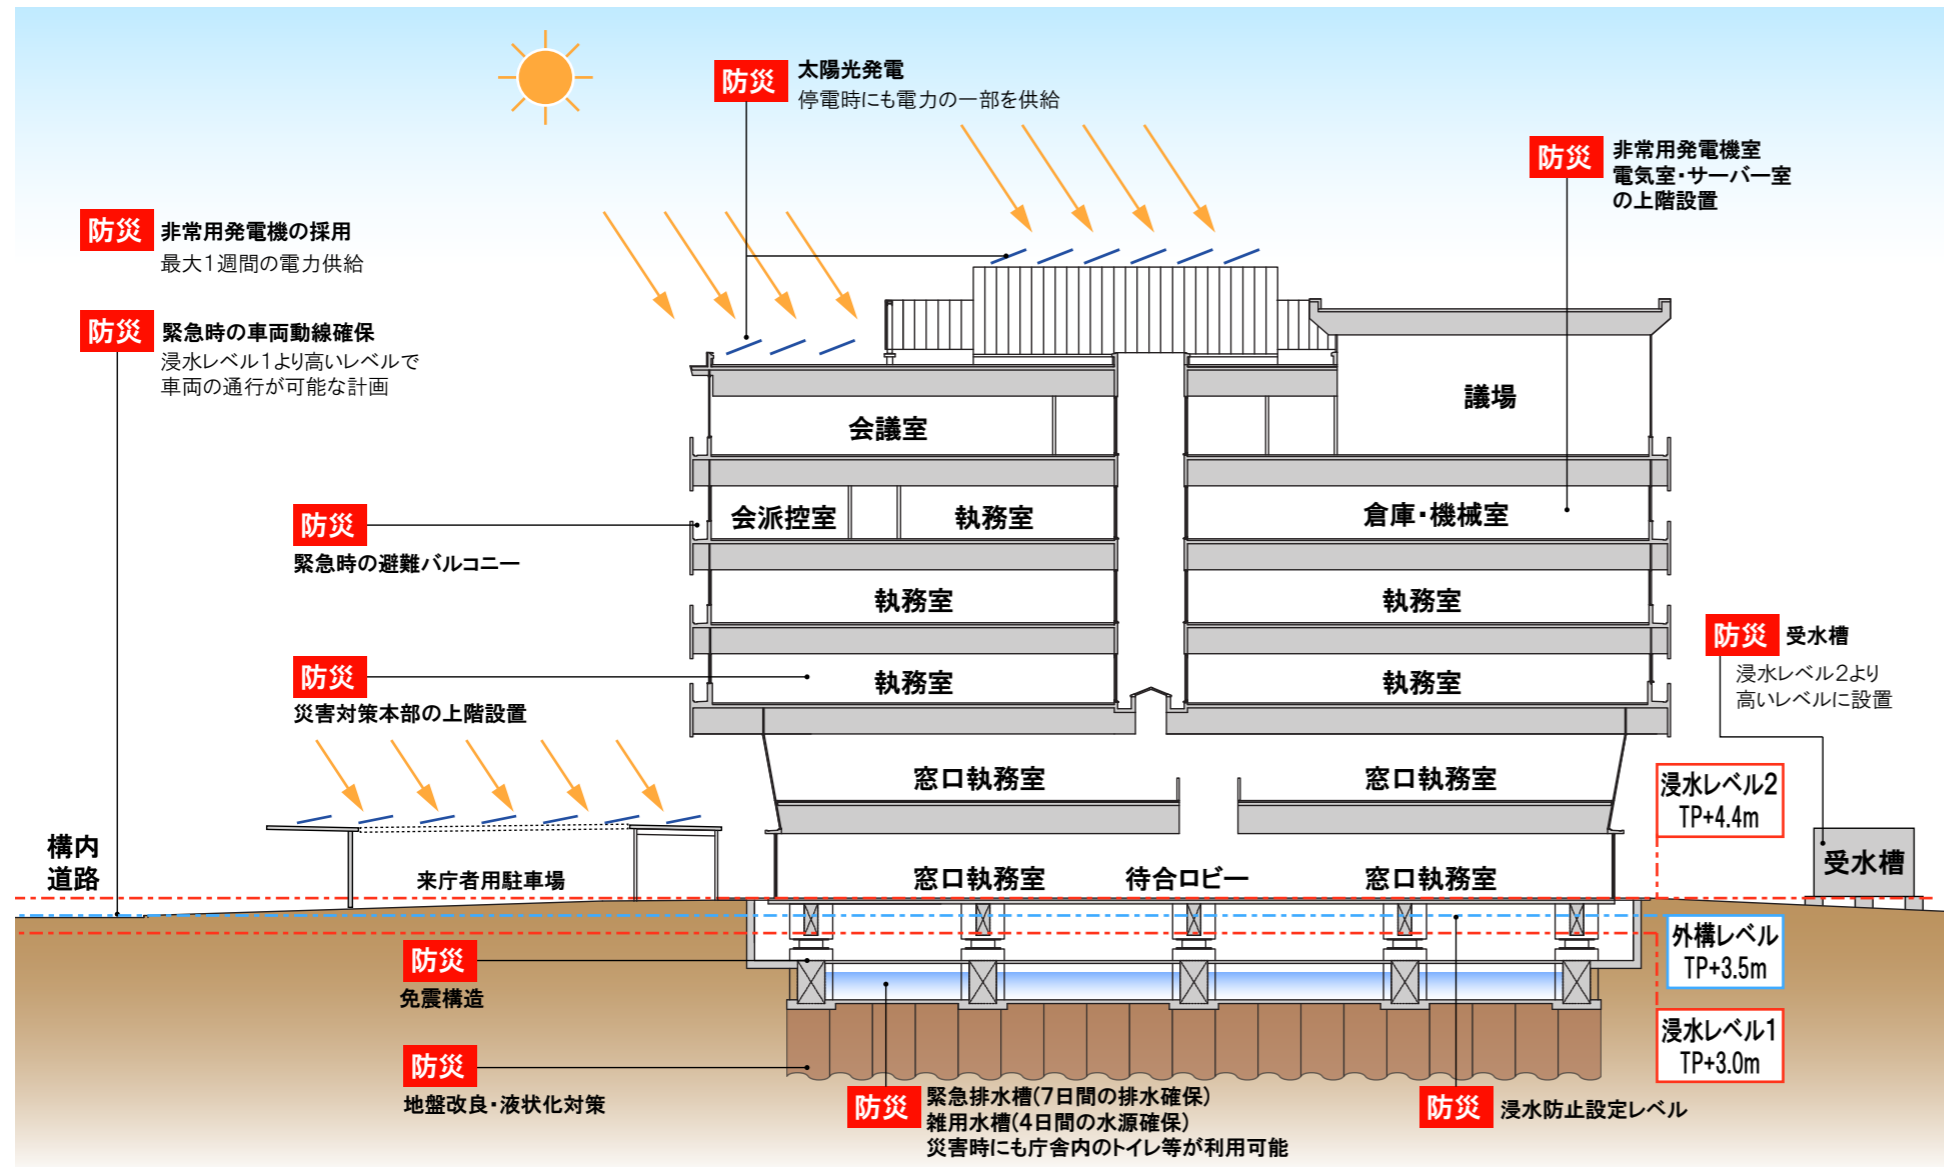 防災 太陽光発電
停電時にも電力の一部を供給
防災 非常用発電機室
電気室・サーバー室
の上階設置
防災 非常用発電機の採用
最大1週間の電力供給
防災 緊急時の車両動線確保
浸水レベル1より高いレベルで
車両の通行が可能な計画
議場
会議室
会派控室 執務室 倉庫・機械室
防災
緊急時の避難バルコニー
執務室 執務室
防災 受水槽
浸水レベル2より
高いレベルに設置
防災
災害対策本部の上階設置
執務室 執務室
窓口執務室 窓口執務室
浸水レベル2
TP+4.4m
構内
道路
来庁者用駐車場
窓口執務室 待合ロビー 窓口執務室
受水槽
外構レベル
TP+3.5m
防災
免震構造
浸水レベル1
TP+3.0m
防災
地盤改良・液状化対策
防災 緊急排水槽(7日間の排水確保)
雑用水槽(4日間の水源確保)
災害時にも庁舎内のトイレ等が利用可能
防災 浸水防止設定レベル